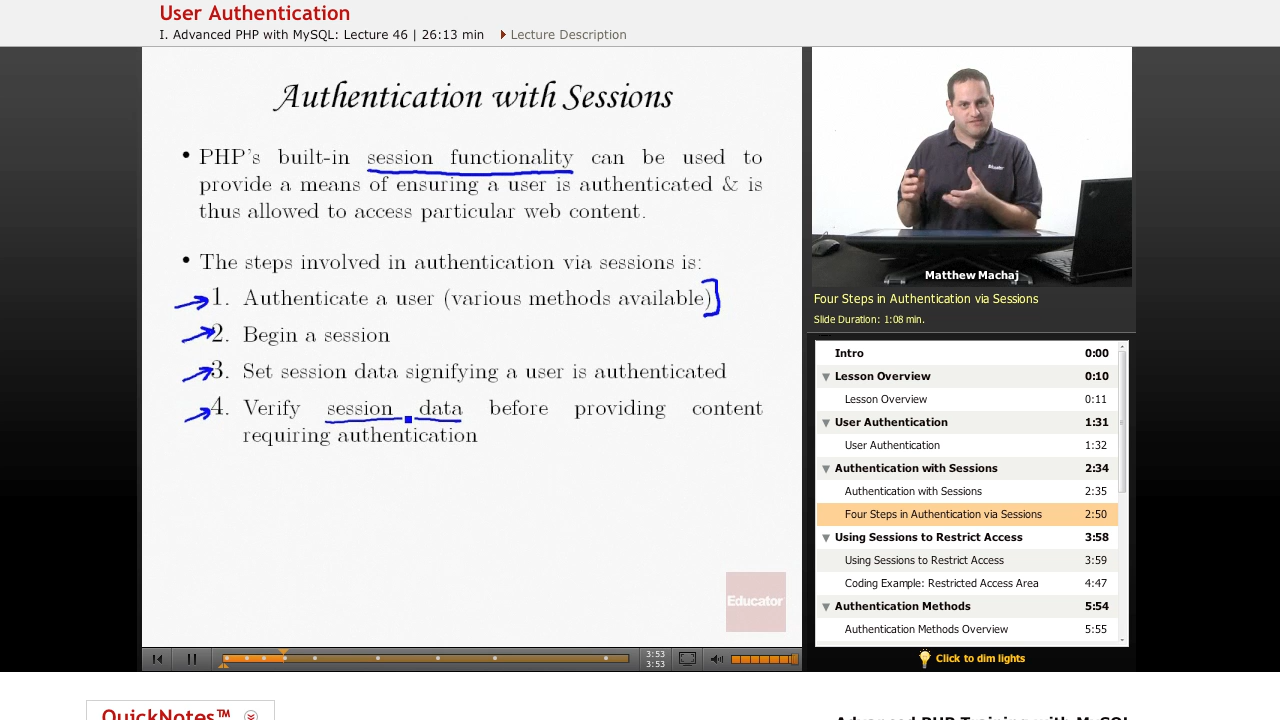 User Authentication
I. Advanced PHP with MySQL: Lecture 46 | 26:13 min Lecture Description
Authentication with Sessions
• PHP's built-in session functionality can be used to
provide a means of ensuring a user is authenticated & is
thus allowed to access particular web content.
• The steps involved in authentication via sessions is:
1. Authenticate a user (various methods available)
2. Begin a session
3. Set session data signifying a user is authenticated
4. Verify session data before providing content
requiring authentication
Educator
3:53
3:53
Matthew Machaj
Four Steps in Authentication via Sessions
Slide Duration: 1:08 min.
Intro 0:00
Lesson Overview 0:10
Lesson Overview 0:11
User Authentication 1:31
User Authentication 1:32
Authentication with Sessions 2:34
Authentication with Sessions 2:35
Four Steps in Authentication via Sessions 2:50
Using Sessions to Restrict Access 3:58
Using Sessions to Restrict Access 3:59
Coding Example: Restricted Access Area 4:47
Authentication Methods 5:54
Authentication Methods Overview 5:55
Click to dim lights
QuickNotes™
Advanced PHP Training with MySQL